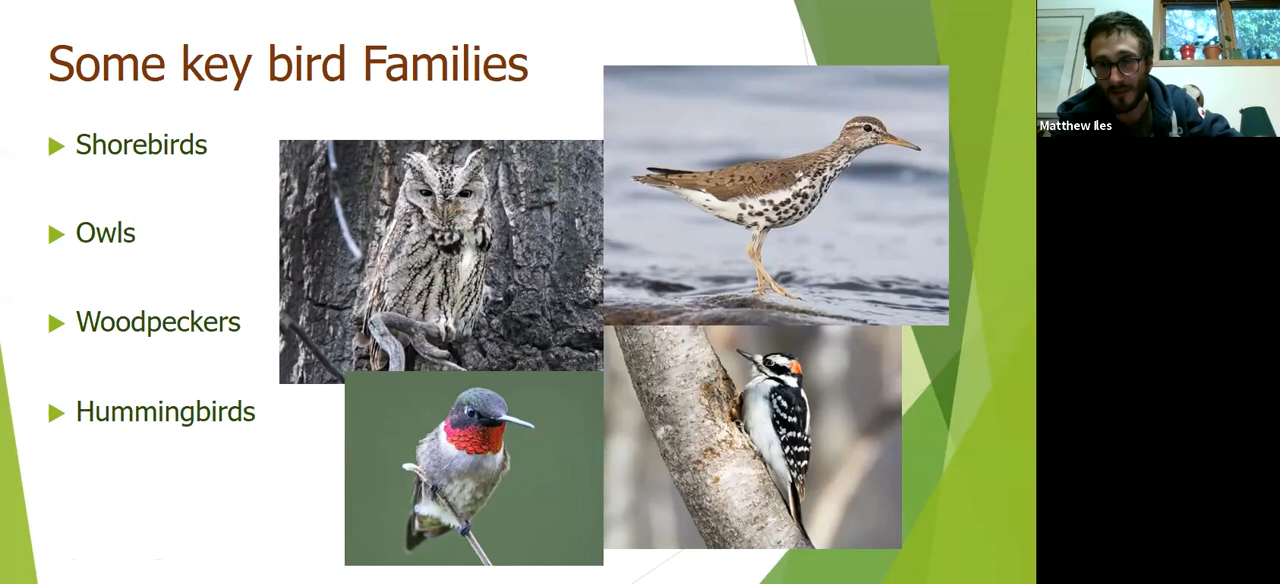 Some key bird Families
Shorebirds
Owls
Woodpeckers
Hummingbirds
Matthew Iles